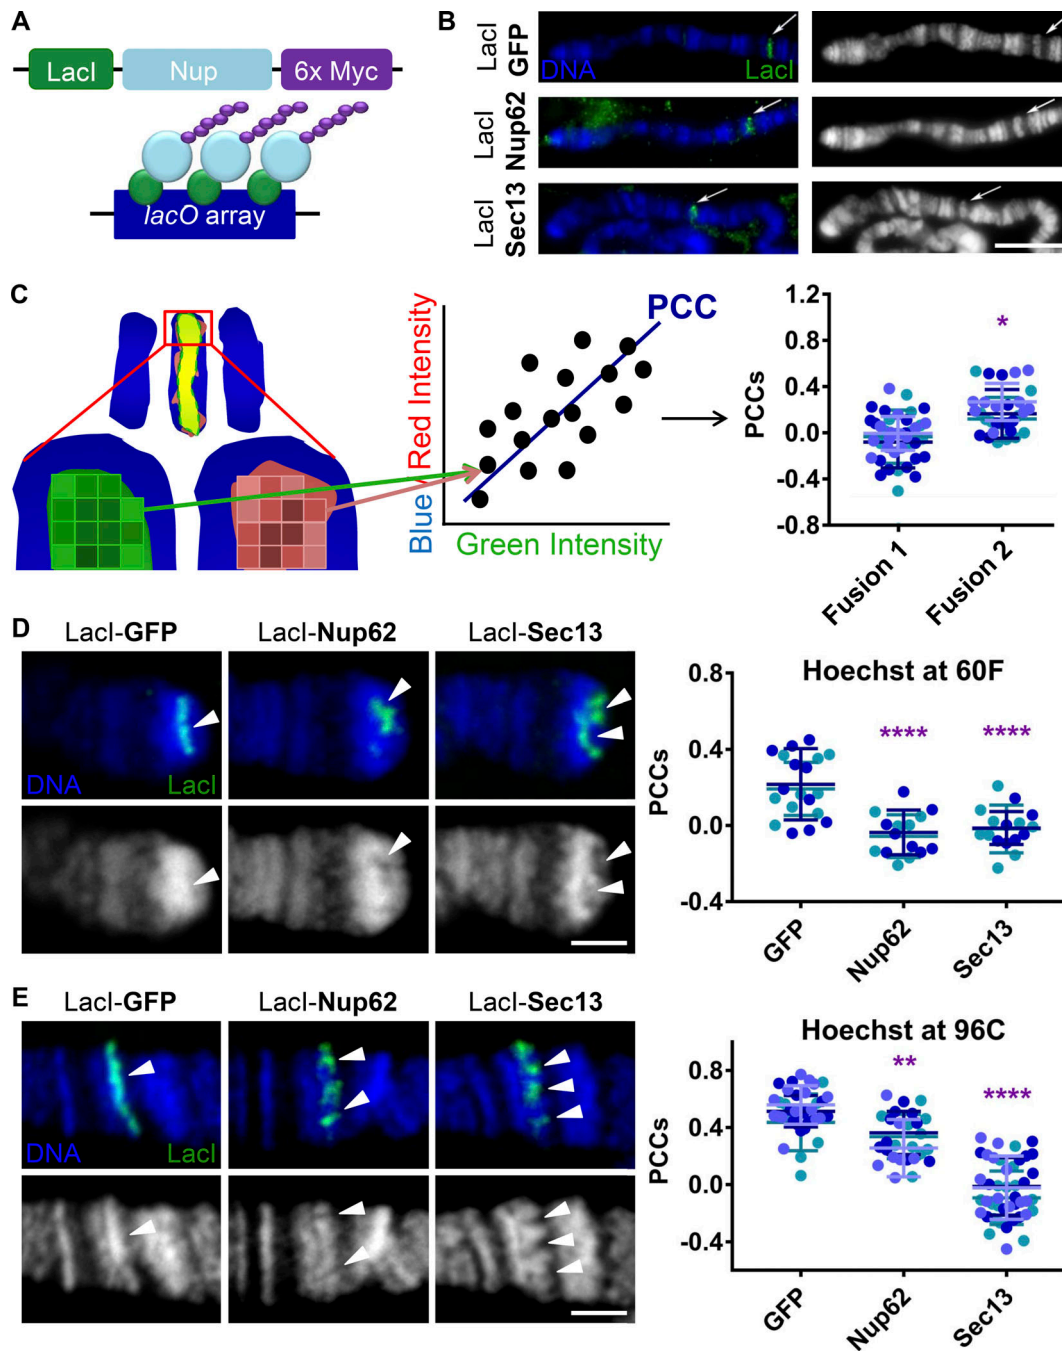 A
LacI Nup 6x Myc
lacO array
B
LacI GFP
DNA LacI
LacI Nup62
LacI Sec13
C
Blue / Red Intensity
Green Intensity
PCC
PCCs
1.2
0.8
0.4
0.0
-0.4
-0.8
*
Fusion 1
Fusion 2
D
LacI-GFP LacI-Nup62 LacI-Sec13
DNA LacI
Hoechst at 60F
PCCs
0.8
0.4
0.0
-0.4
**** ****
GFP
Nup62
Sec13
E
LacI-GFP LacI-Nup62 LacI-Sec13
DNA LacI
Hoechst at 96C
PCCs
0.8
0.4
0.0
-0.4
** ****
GFP
Nup62
Sec13